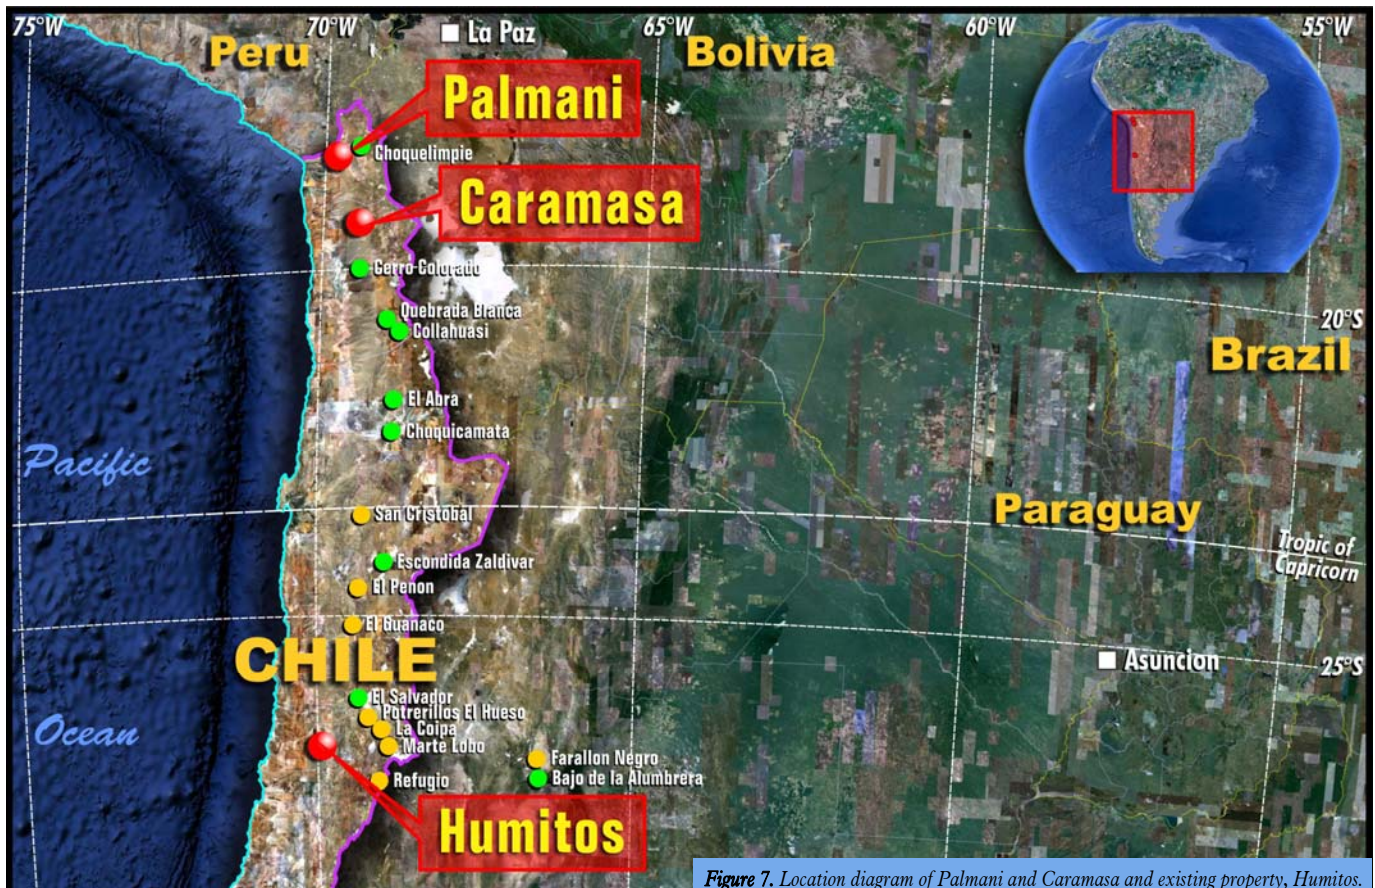 75°W
70°W
65°W
60°W
55°W
Peru
La Paz
Bolivia
Palmani
Choquelimpie
Caramasa
Cerro Colorado
Quebrada Blanca
Collahuasi
20°S
Brazil
El Abra
Chuquicamata
Pacific
San Cristobal
Paraguay
Tropic of
Capricorn
Escondida Zaldivar
El Penon
El Guanaco
CHILE
Asuncion
25°S
El Salvador
Potrerillos El Hueso
La Coipa
Ocean
Marte Lobo
Farallon Negro
Refugio
Bajo de la Alumbrera
Humitos
Figure 7. Location diagram of Palmani and Caramasa and existing property, Humitos.